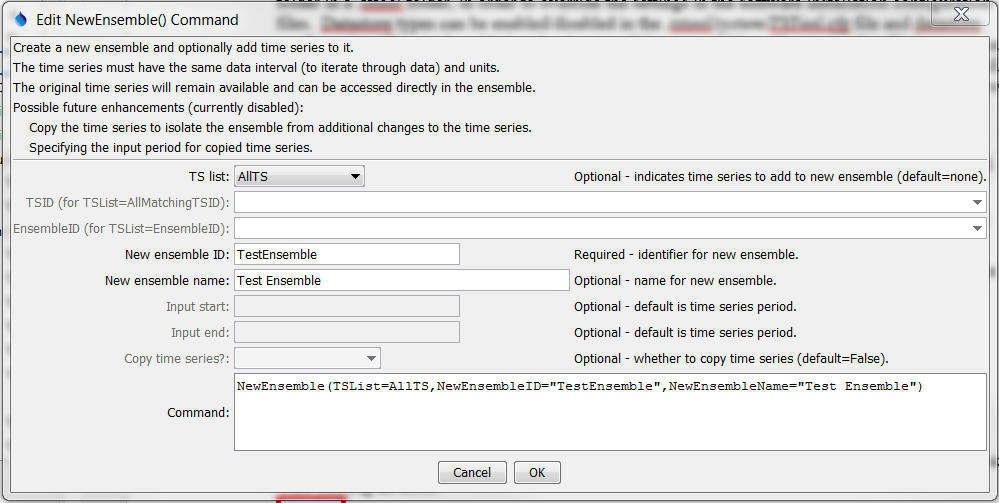 Edit NewEnsemble() Command
Create a new ensemble and optionally add time series to it.
The time series must have the same data interval (to iterate through data) and units.
The original time series will remain available and can be accessed directly in the ensemble.
Possible future enhancements (currently disabled):
Copy the time series to isolate the ensemble from additional changes to the time series.
Specifying the input period for copied time series.
TS list: AllTS Optional - indicates time series to add to new ensemble (default=none).
TSID (for TSList=AllMatchingTSID):
EnsembleID (for TSList=EnsembleID):
New ensemble ID: TestEnsemble Required - identifier for new ensemble.
New ensemble name: Test Ensemble Optional - name for new ensemble.
Input start: Optional - default is time series period.
Input end: Optional - default is time series period.
Copy time series?: Optional - whether to copy time series (default=False).
Command: NewEnsemble(TSList=AllTS,NewEnsembleID="TestEnsemble",NewEnsembleName="Test Ensemble")
Cancel OK